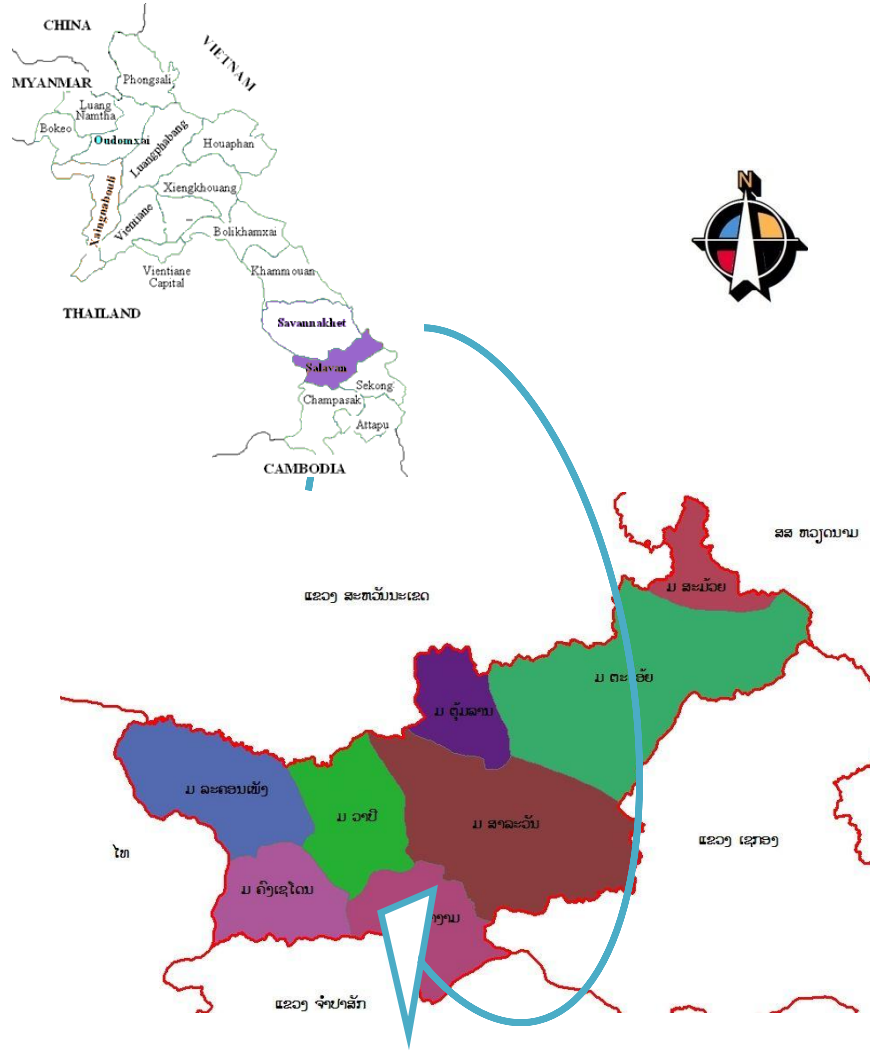 CHINA
VIETNAM
MYANMAR
Phongsali
Luang
Namtha
Bokeo
Oudomxai
Luangphabang
Houaphan
Xaingnabouli
Xiengkhouang
Vientiane
Bolikhamxai
Vientiane
Capital
Khammouan
THAILAND
Savannakhet
Salavan
Sekong
Champasak
Attapu
CAMBODIA
N
ສສ ຫວຽດນາມ
ມ ສະມ້ວຍ
ແຂວງ ສະຫວັນນະເຂດ
ມ ຕະ ອ້ຍ
ມ ຕຸ້ມລານ
ມ ລະຄອນເພັງ
ມ ວາປີ
ມ ສາລະວັນ
ແຂວງ ເຊກອງ
ໄທ
ມ ຄົງເຊໂດນ
ງາມ
ແຂວງ ຈຳປາສັກ